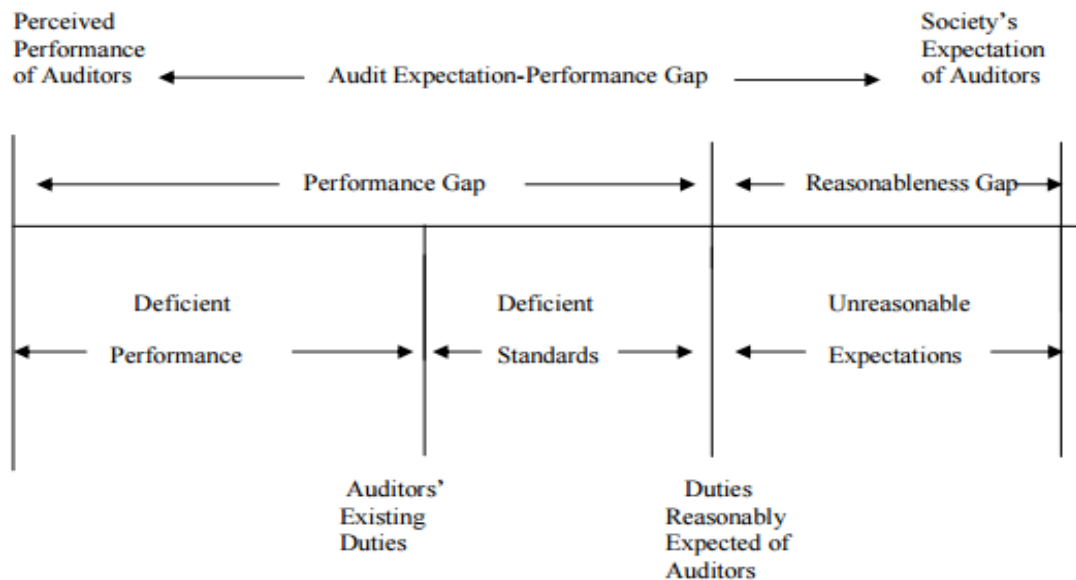 Perceived
Performance
of Auditors
Audit Expectation-Performance Gap
Society's
Expectation
of Auditors
Performance Gap
Reasonableness Gap
Deficient
Performance
Deficient
Standards
Unreasonable
Expectations
Auditors'
Existing
Duties
Duties
Reasonably
Expected of
Auditors